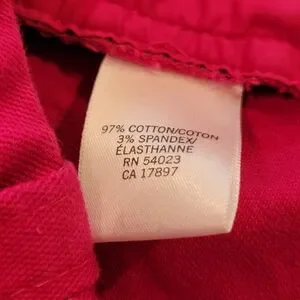 97% COTTON/COTON
3% SPANDEX/
ÉLASTHANNE
RN 54023
CA 17897